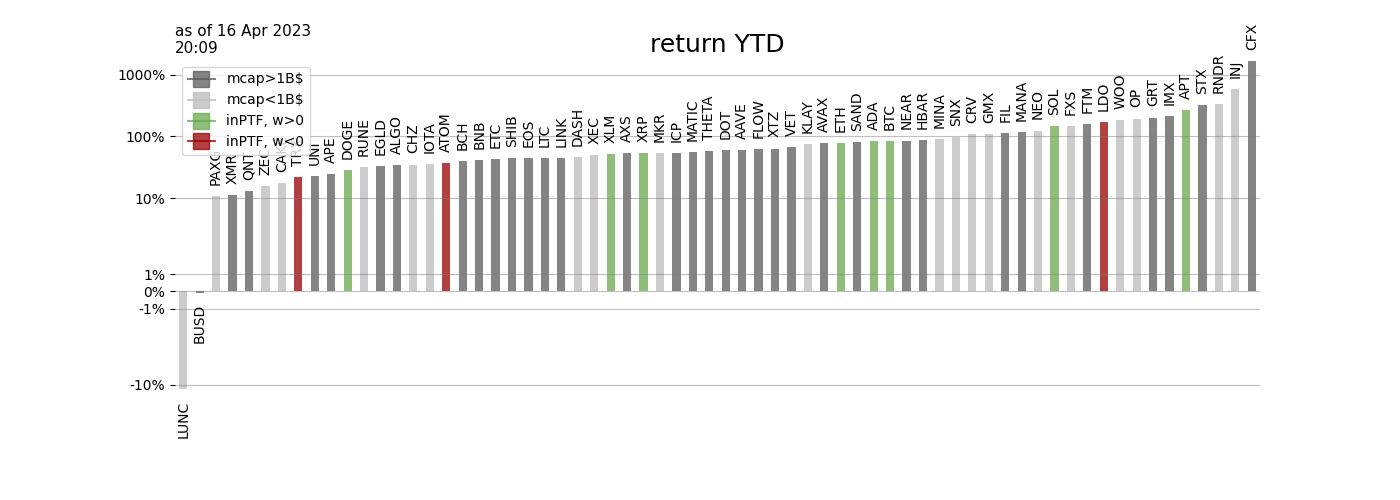 as of 16 Apr 2023
20:09
return YTD
mcap>1B$
mcap<1B$
inPTF, w>0
inPTF, w<0
1000%
100%
10%
1%
0%
-1%
-10%
LUNC
BUSD
PAXG
XMR
QNT
ZEC
UNI
APE
DOGE
RUNE
EGLD
ALGO
CHZ
IOTA
ATOM
BCH
BNB
ETC
SHIB
EOS
LTC
LINK
DASH
XEC
XLM
AXS
XRP
MKR
ICP
MATIC
THETA
DOT
AAVE
FLOW
XTZ
VET
KLAY
AVAX
ETH
SAND
ADA
BTC
NEAR
HBAR
MINA
SNX
CRV
GMX
FIL
MANA
NEO
SOL
FXS
FTM
LDO
WOO
OP
GRT
IMX
APT
STX
RNDR
INJ
CFX